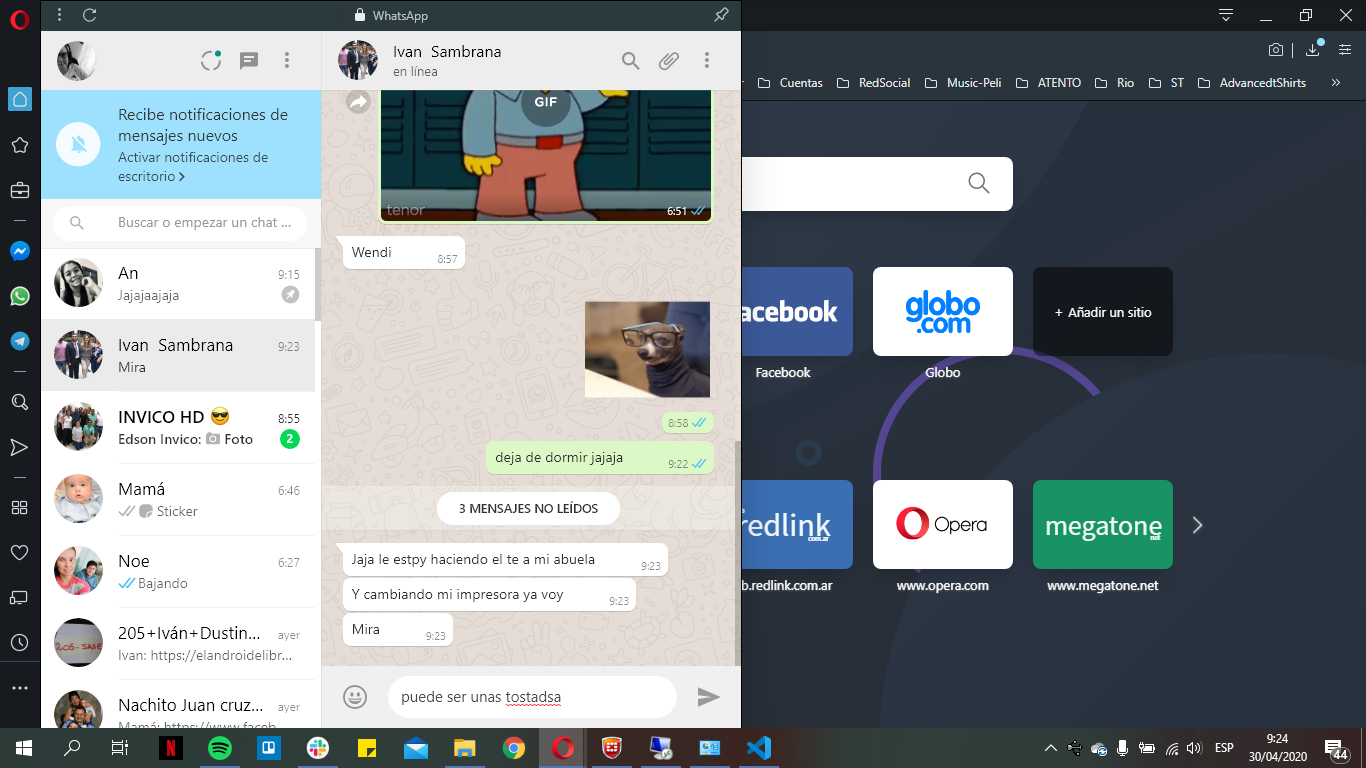 WhatsApp
Ivan Sambrana
en línea
Recibe notificaciones de
mensajes nuevos
Activar notificaciones de
escritorio >
Buscar o empezar un chat ...
An
9:15
Jajajaajaja
Ivan Sambrana
9:23
Mira
INVICO HD 😎
8:55
Edson Invico: Foto
2
Mamá
6:46
Sticker
Noe
6:27
Bajando
205+Iván+Dustin...
ayer
Ivan: https://elandroidelibr...
Nachito Juan cruz...
ayer
Mamá: https://www.faceb...
GIF
tenor
6:51
Wendi
8:57
8:58
deja de dormir jajaja
9:22
3 MENSAJES NO LEÍDOS
Jaja le estpy haciendo el te a mi abuela
9:23
Y cambiando mi impresora ya voy
9:23
Mira
9:23
puede ser unas tostadsa
Cuentas
RedSocial
Music-Peli
ATENTO
Rio
ST
AdvancedtShirts
»
acebook
globo
.com
+ Añadir un sitio
Facebook
Globo
redlink
.com.ar
Opera
megatone
.net
b.redlink.com.ar
www.opera.com
www.megatone.net
N
ESP
9:24
30/04/2020
44